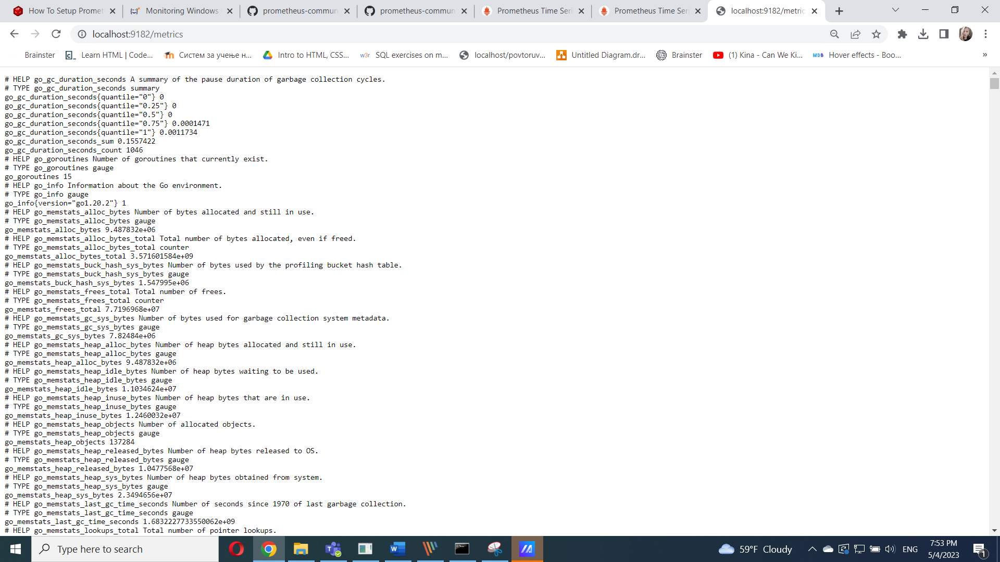 How To Setup Promet
Monitoring Windows
prometheus-commun
prometheus-commun
Prometheus Time Seri
Prometheus Time Seri
localhost:9182/metric
localhost:9182/metrics
Brainster
Learn HTML | Code...
Систем за учење н...
Intro to HTML, CSS...
w3r SQL exercises on m...
localhost/povtoruv...
Untitled Diagram.dr...
Brainster
(1) Kina - Can We Ki...
MDB Hover effects - Boo...
»
# HELP go_gc_duration_seconds A summary of the pause duration of garbage collection cycles.
# TYPE go_gc_duration_seconds summary
go_gc_duration_seconds{quantile="0"} 0
go_gc_duration_seconds{quantile="0.25"} 0
go_gc_duration_seconds{quantile="0.5"} 0
go_gc_duration_seconds{quantile="0.75"} 0.0001471
go_gc_duration_seconds{quantile="1"} 0.0011734
go_gc_duration_seconds_sum 0.1557422
go_gc_duration_seconds_count 1046
# HELP go_goroutines Number of goroutines that currently exist.
# TYPE go_goroutines gauge
go_goroutines 15
# HELP go_info Information about the Go environment.
# TYPE go_info gauge
go_info{version="go1.20.2"} 1
# HELP go_memstats_alloc_bytes Number of bytes allocated and still in use.
# TYPE go_memstats_alloc_bytes gauge
go_memstats_alloc_bytes 9.487832e+06
# HELP go_memstats_alloc_bytes_total Total number of bytes allocated, even if freed.
# TYPE go_memstats_alloc_bytes_total counter
go_memstats_alloc_bytes_total 3.571601584e+09
# HELP go_memstats_buck_hash_sys_bytes Number of bytes used by the profiling bucket hash table.
# TYPE go_memstats_buck_hash_sys_bytes gauge
go_memstats_buck_hash_sys_bytes 1.547995e+06
# HELP go_memstats_frees_total Total number of frees.
# TYPE go_memstats_frees_total counter
go_memstats_frees_total 7.7196968e+07
# HELP go_memstats_gc_sys_bytes Number of bytes used for garbage collection system metadata.
# TYPE go_memstats_gc_sys_bytes gauge
go_memstats_gc_sys_bytes 7.82484e+06
# HELP go_memstats_heap_alloc_bytes Number of heap bytes allocated and still in use.
# TYPE go_memstats_heap_alloc_bytes gauge
go_memstats_heap_alloc_bytes 9.487832e+06
# HELP go_memstats_heap_idle_bytes Number of heap bytes waiting to be used.
# TYPE go_memstats_heap_idle_bytes gauge
go_memstats_heap_idle_bytes 1.1034624e+07
# HELP go_memstats_heap_inuse_bytes Number of heap bytes that are in use.
# TYPE go_memstats_heap_inuse_bytes gauge
go_memstats_heap_inuse_bytes 1.2460032e+07
# HELP go_memstats_heap_objects Number of allocated objects.
# TYPE go_memstats_heap_objects gauge
go_memstats_heap_objects 137284
# HELP go_memstats_heap_released_bytes Number of heap bytes released to OS.
# TYPE go_memstats_heap_released_bytes gauge
go_memstats_heap_released_bytes 1.0477568e+07
# HELP go_memstats_heap_sys_bytes Number of heap bytes obtained from system.
# TYPE go_memstats_heap_sys_bytes gauge
go_memstats_heap_sys_bytes 2.3494656e+07
# HELP go_memstats_last_gc_time_seconds Number of seconds since 1970 of last garbage collection.
# TYPE go_memstats_last_gc_time_seconds gauge
go_memstats_last_gc_time_seconds 1.6832227733550062e+09
# HELP go_memstats_lookups_total Total number of pointer lookups.
Type here to search
59°F Cloudy
ENG
7:53 PM
5/4/2023
1